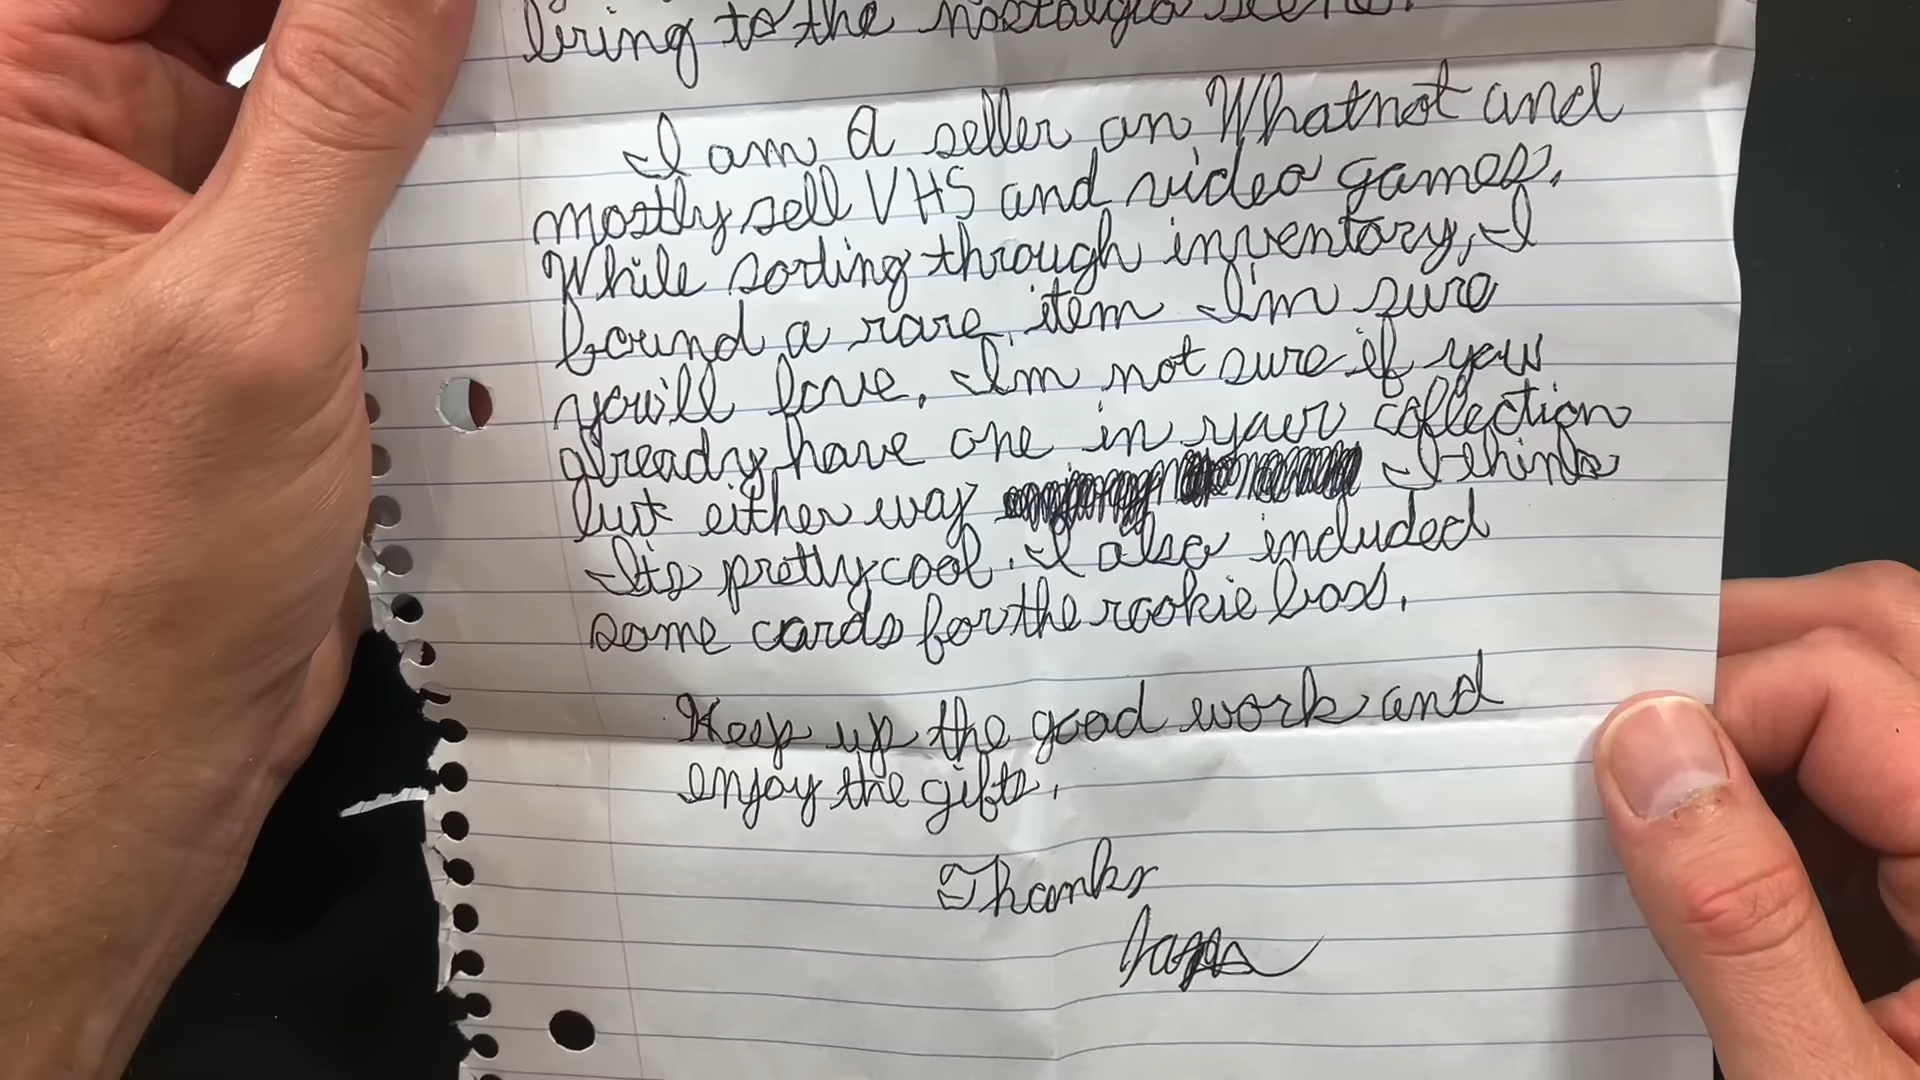 bring to the nostalgia scene.
I am A seller on Whatnot and
mostly sell VHS and video games.
While sorting through inventory, I
found a rare item I'm sure
you'll love. I'm not sure if you
already have one in your collection
but either way I think
Its pretty cool. I also included
some cards for the rookie box.
Keep up the good work and
enjoy the gifts.
Thanks